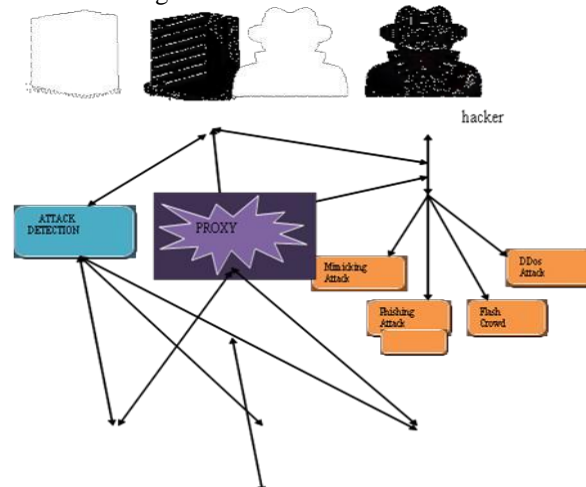 hacker
ATTACK
DETECTION
PROXY
Mimicking
Attack
DDos
Attack
Phishing
Attack
Flash
Crowd